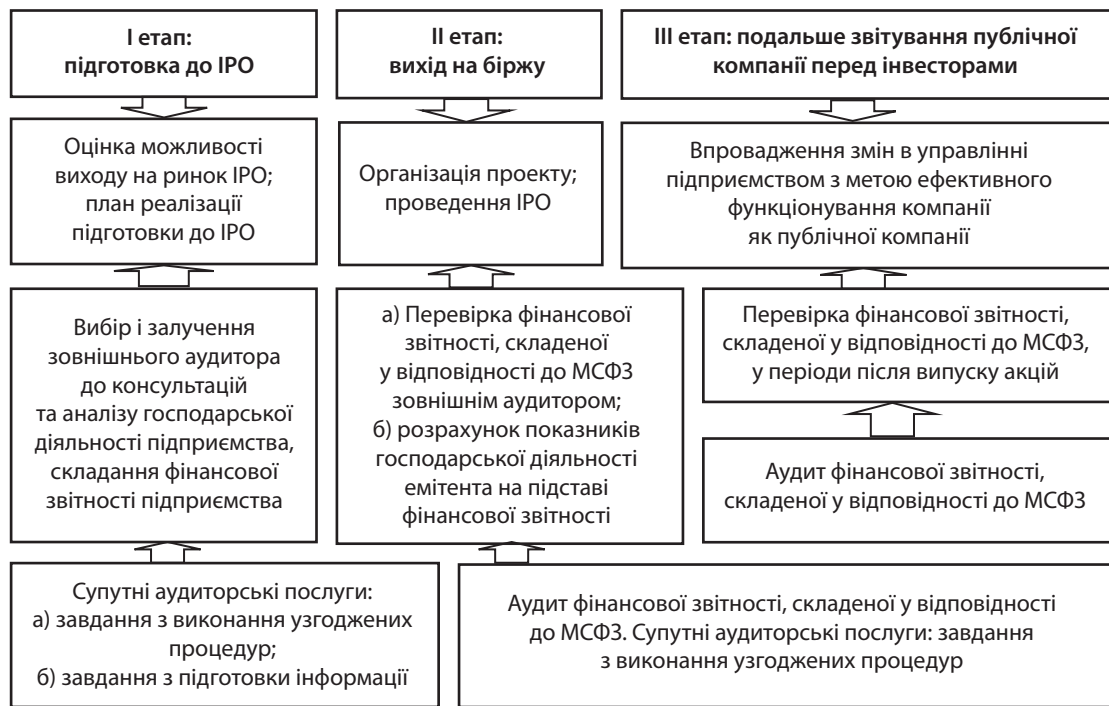 І етап:
підготовка до IPO
ІІ етап:
вихід на біржу
ІІІ етап: подальше звітування публічної
компанії перед інвесторами
Оцінка можливості
виходу на ринок IPO;
план реалізації
підготовки до IPO
Організація проекту;
проведення IPO
Впровадження змін в управлінні
підприємством з метою ефективного
функціонування компанії
як публічної компанії
Вибір і залучення
зовнішнього аудитора
до консультацій
та аналізу господарської
діяльності підприємства,
складання фінансової
звітності підприємства
а) Перевірка фінансової
звітності, складеної
у відповідності до МСФЗ
зовнішнім аудитором;
б) розрахунок показників
господарської діяльності
емітента на підставі
фінансової звітності
Перевірка фінансової звітності,
складеної у відповідності до МСФЗ,
у періоди після випуску акцій
Аудит фінансової звітності,
складеної у відповідності до МСФЗ
Супутні аудиторські послуги:
а) завдання з виконання узгоджених
процедур;
б) завдання з підготовки інформації
Аудит фінансової звітності, складеної у відповідності
до МСФЗ. Супутні аудиторські послуги: завдання
з виконання узгоджених процедур